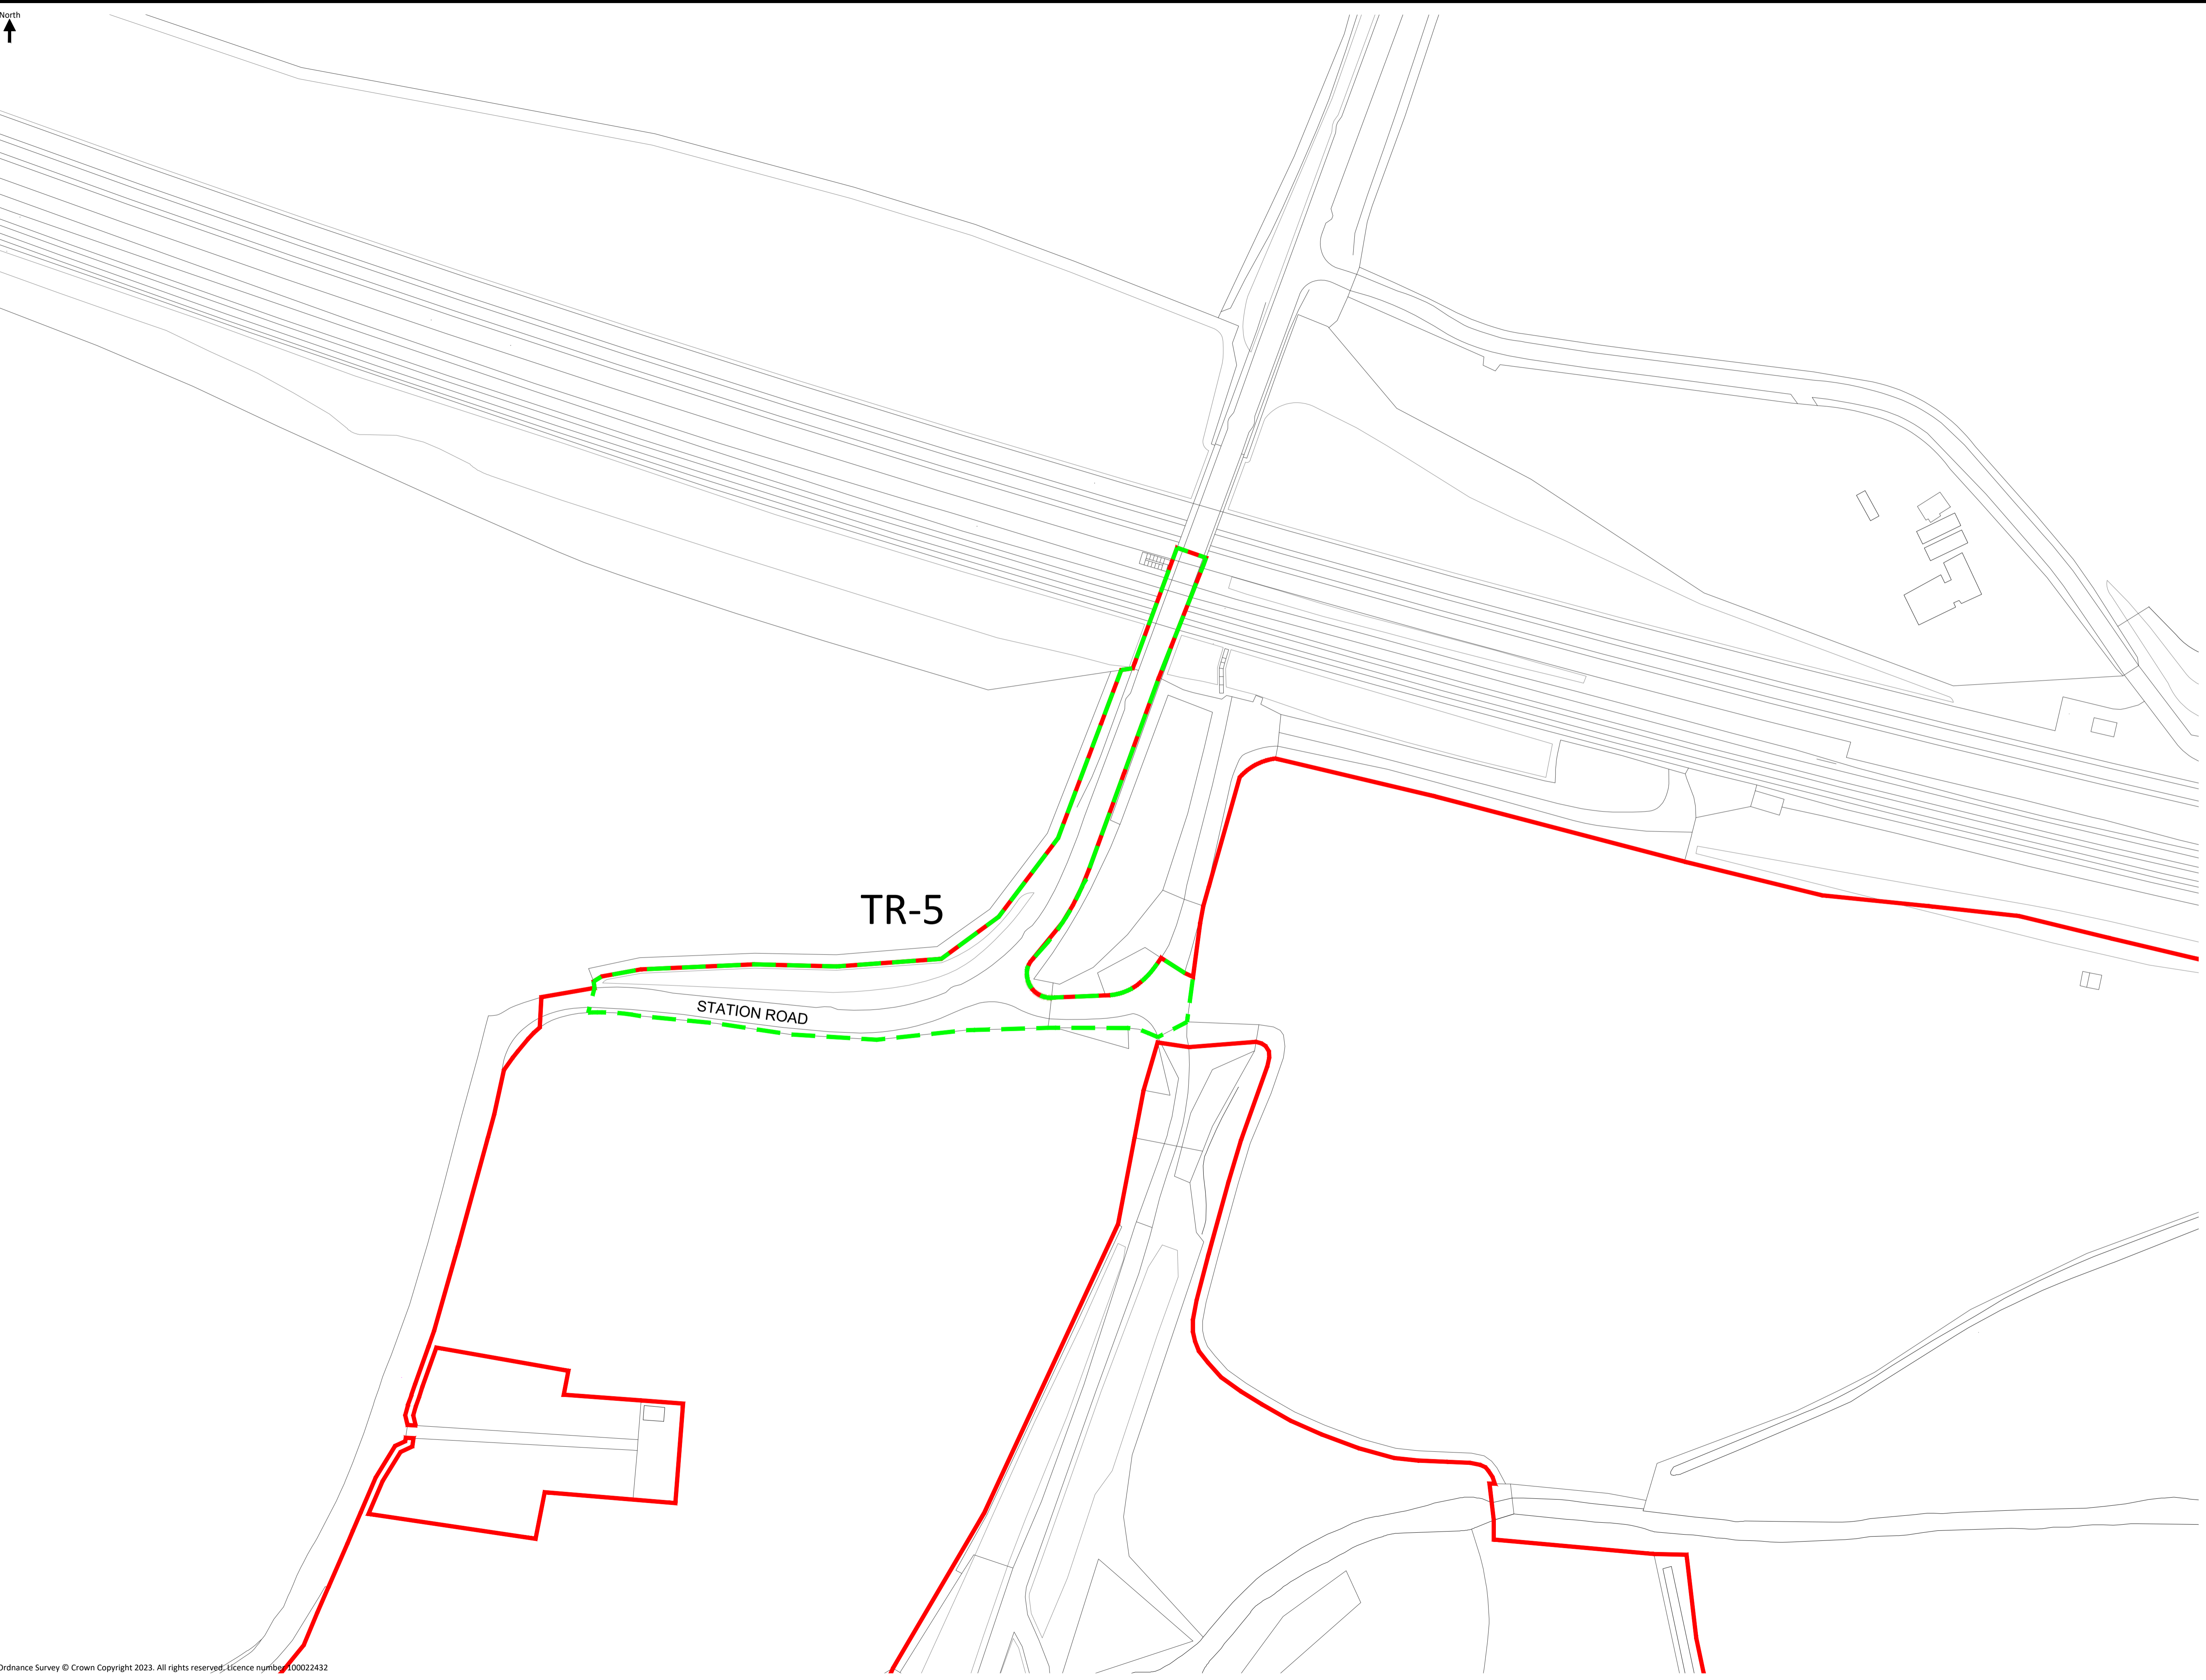 North
TR-5
STATION ROAD
Ordnance Survey © Crown Copyright 2023. All rights reserved. Licence number 100022432